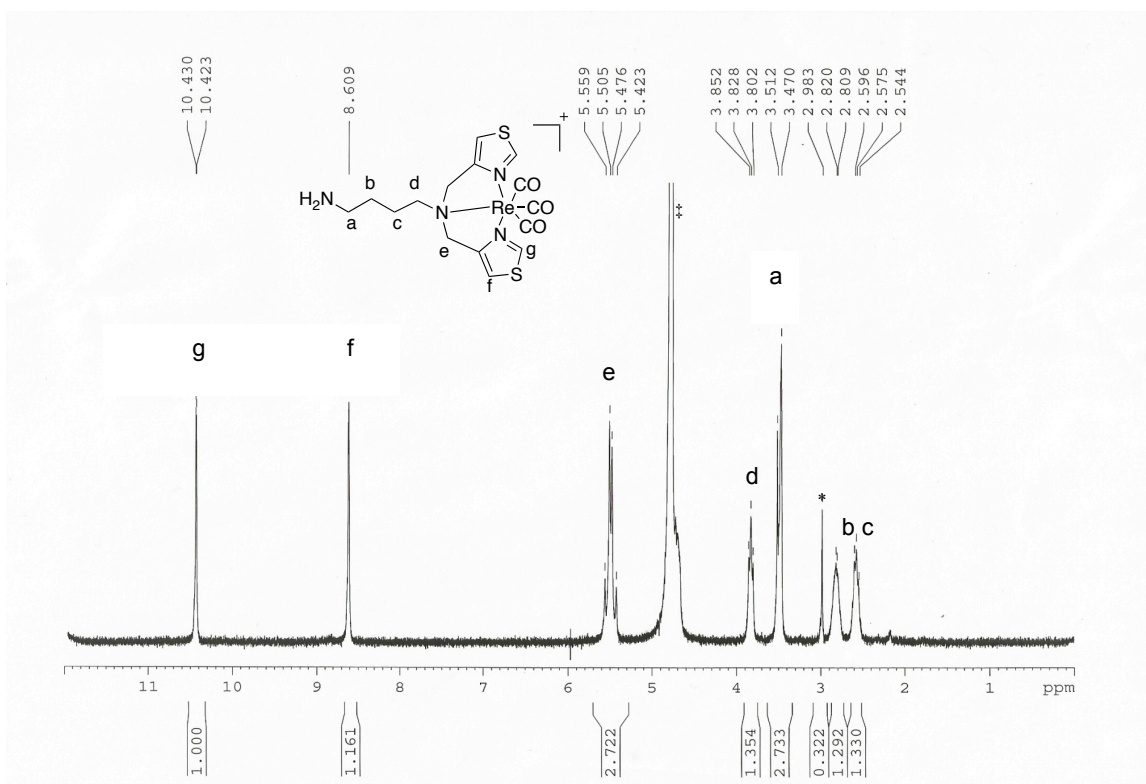 10.430
10.423
8.609
5.559
5.505
5.476
5.423
3.852
3.828
3.802
3.512
3.470
2.983
2.820
2.809
2.596
2.575
2.544
S
+
b
d
N
CO
H₂N
Re
CO
a
c
N
CO
N
e
g
S
f
‡
a
g
f
e
d
*
b c
11 10 9 8 7 6 5 4 3 2 1 ppm
1.000
1.161
2.722
1.354
2.733
0.322
1.292
1.330